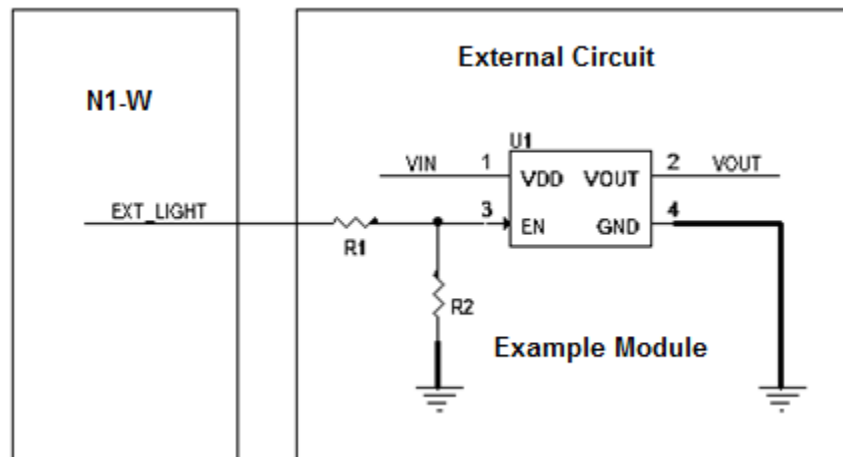 External Circuit
N1-W
U1
VIN 1 VDD VOUT 2 VOUT
EXT_LIGHT 3 EN GND 4
R1
R2
Example Module